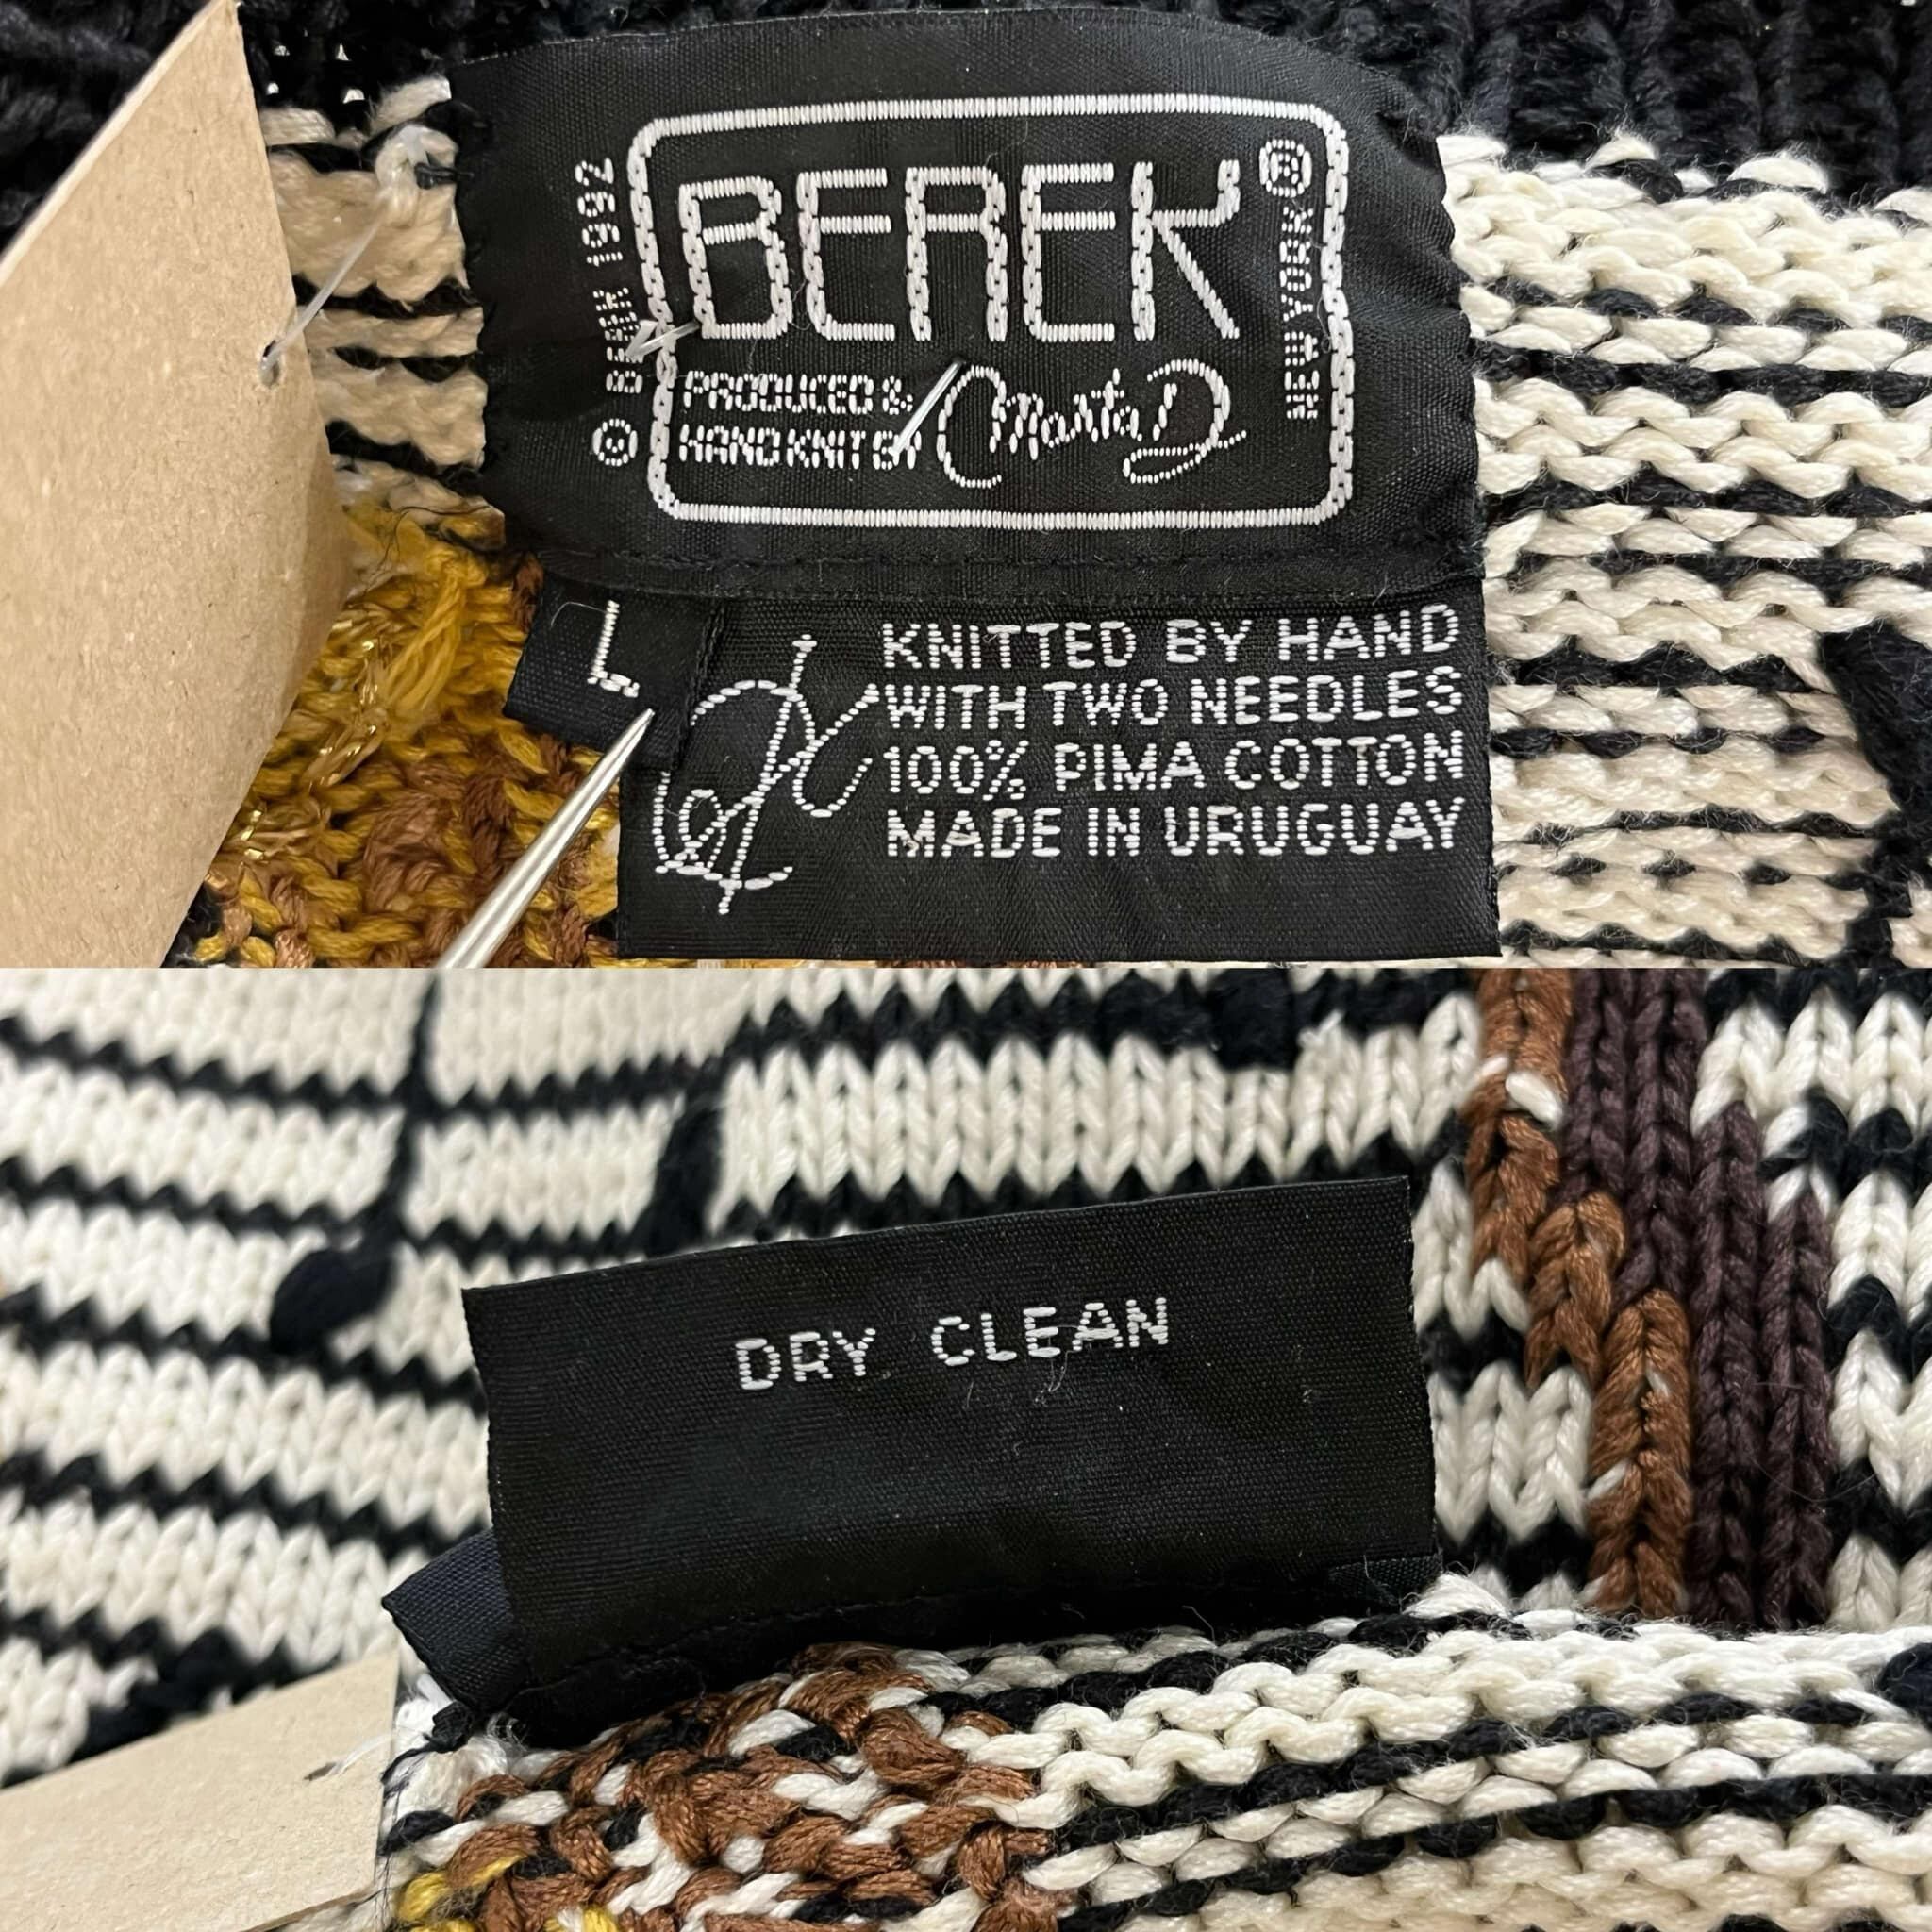 © BEREK 1992
BEREK
NEW YORK ®
PRODUCED &
HAND KNIT BY Marta D
L
KNITTED BY HAND
WITH TWO NEEDLES
100% PIMA COTTON
MADE IN URUGUAY
DRY CLEAN